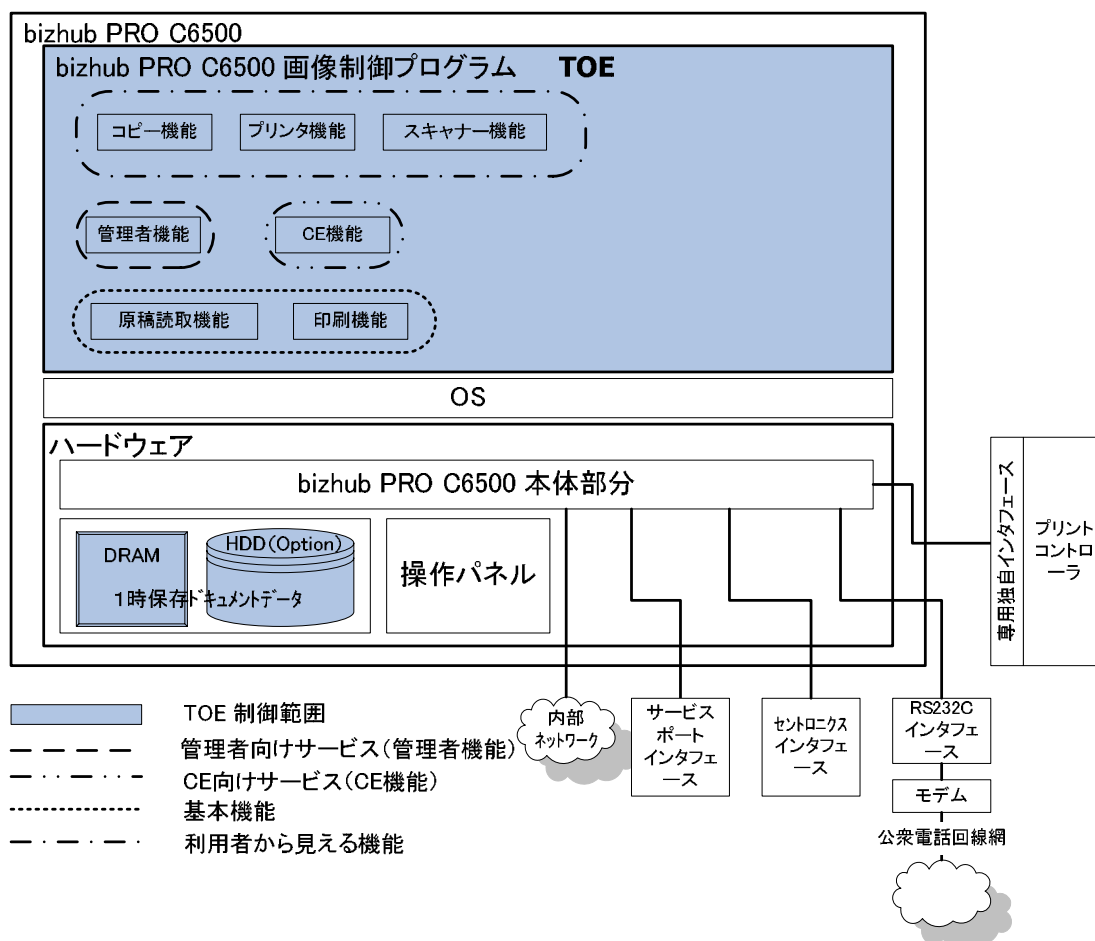 bizhub PRO C6500
bizhub PRO C6500 画像制御プログラム TOE
コピー機能
プリンタ機能
スキャナー機能
管理者機能
CE機能
原稿読取機能
印刷機能
OS
ハードウェア
bizhub PRO C6500 本体部分
DRAM
HDD(Option)
1時保存ドキュメントデータ
操作パネル
専用独自インタフェース
プリント
コントロ
ーラ
内部
ネットワーク
サービス
ポート
インタフェ
ース
セントロニクス
インタフェ
ース
RS232C
インタフェ
ース
モデム
公衆電話回線網
TOE 制御範囲
管理者向けサービス(管理者機能)
CE向けサービス(CE機能)
基本機能
利用者から見える機能